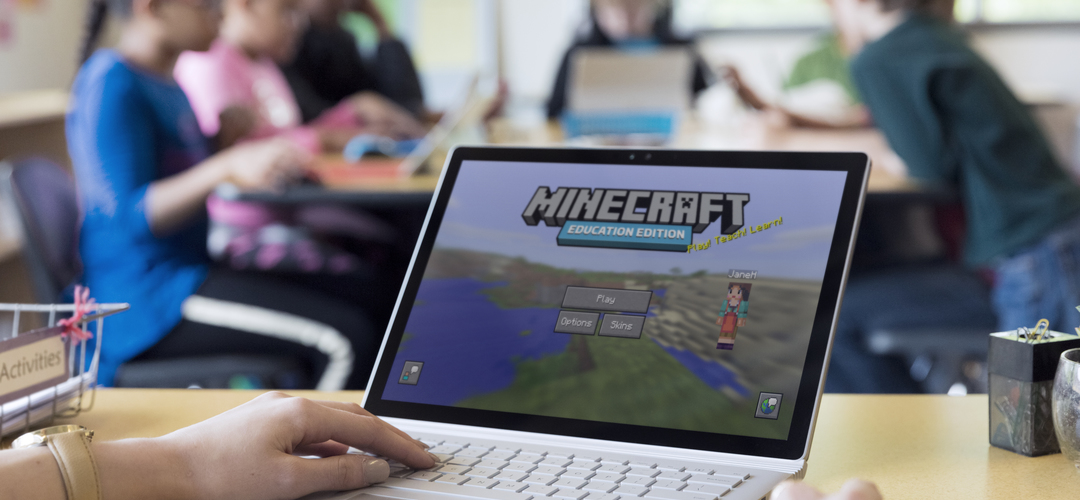 MINECRAFT
EDUCATION EDITION
Play! Teach! Learn!
JaneM
Play
Options
Skins
Activities